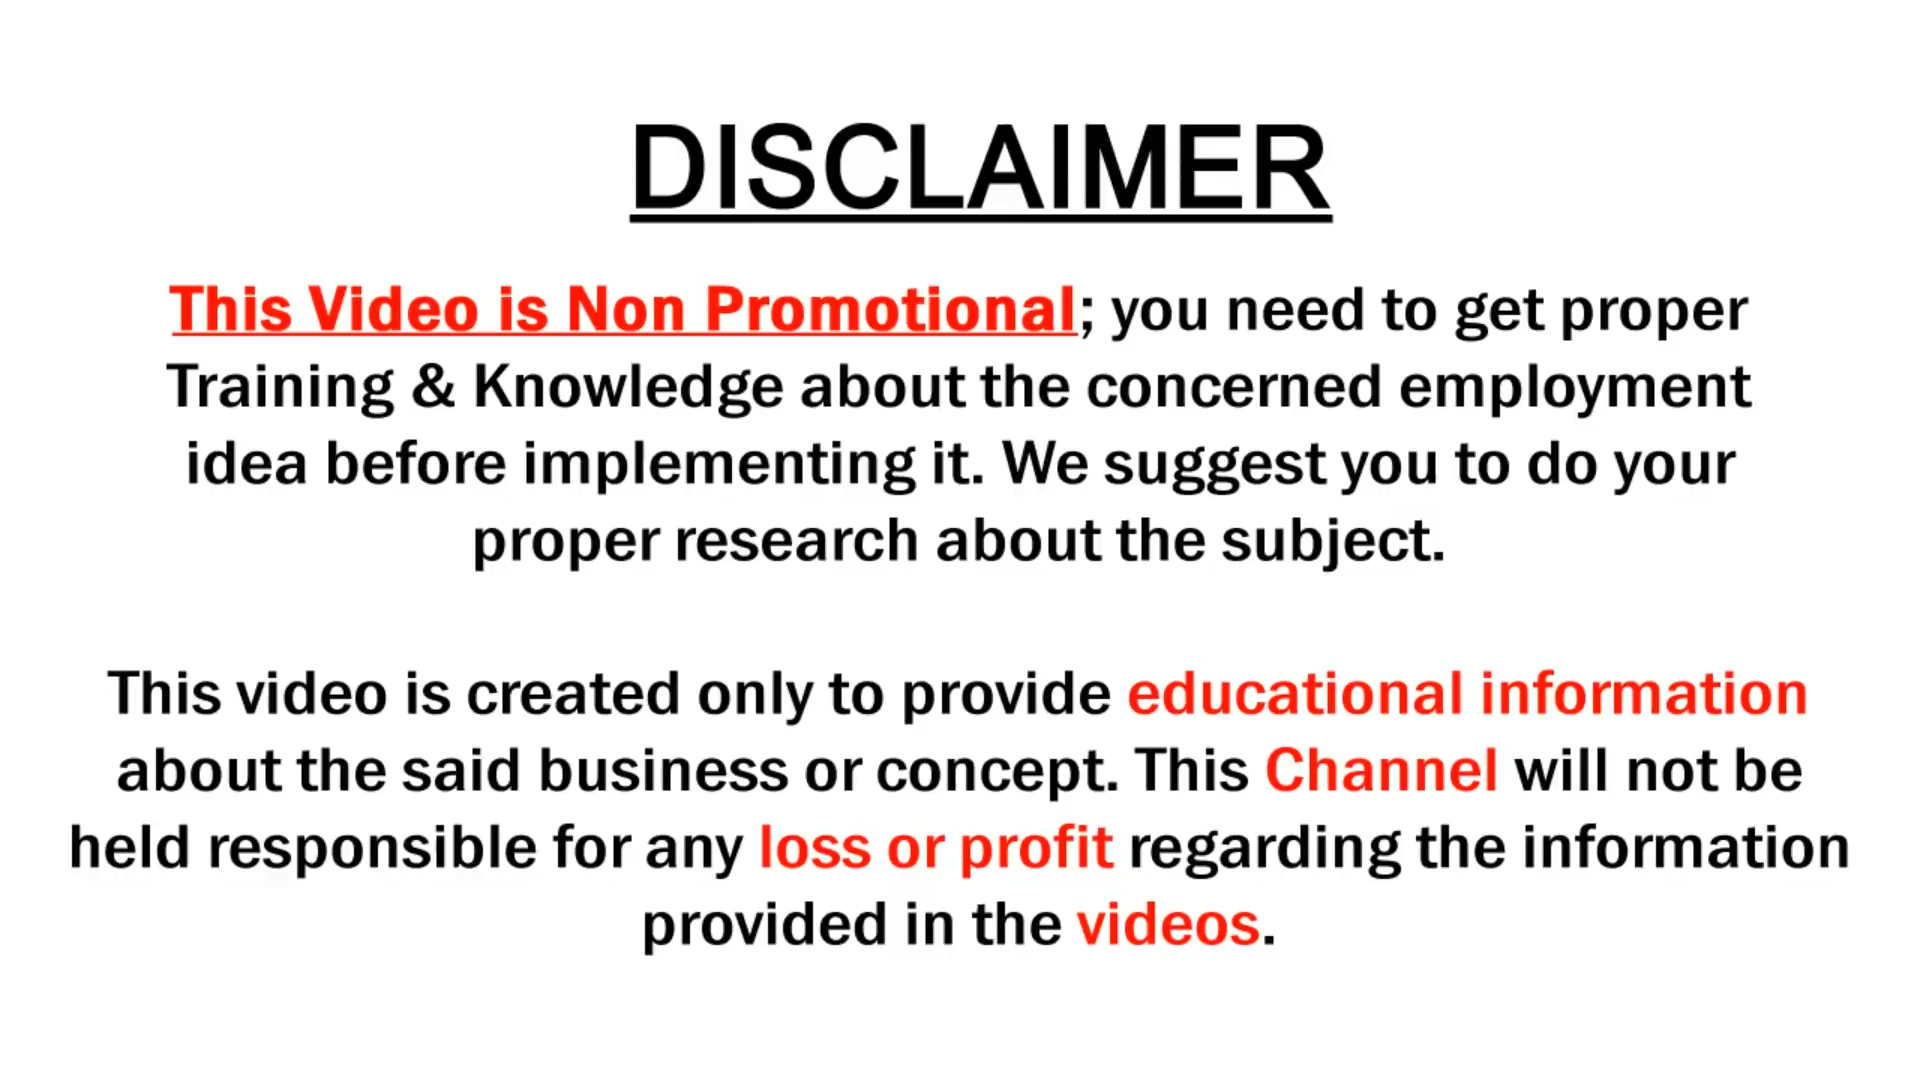 DISCLAIMER
This Video is Non Promotional; you need to get proper
Training & Knowledge about the concerned employment
idea before implementing it. We suggest you to do your
proper research about the subject.
This video is created only to provide educational information
about the said business or concept. This Channel will not be
held responsible for any loss or profit regarding the information
provided in the videos.